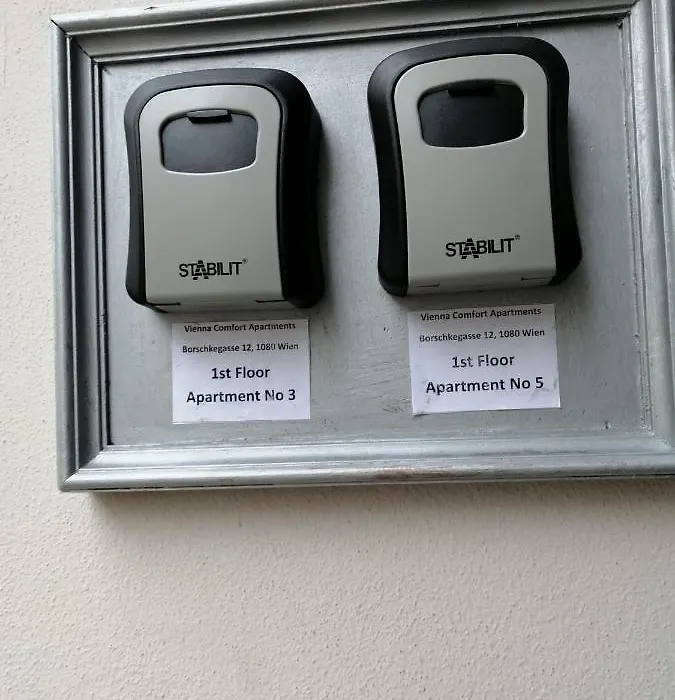 STABILIT®
Vienna Comfort Apartments
Borschkegasse 12, 1080 Wien
1st Floor
Apartment No 3
STABILIT®
Vienna Comfort Apartments
Borschkegasse 12, 1080 Wien
1st Floor
Apartment No 5